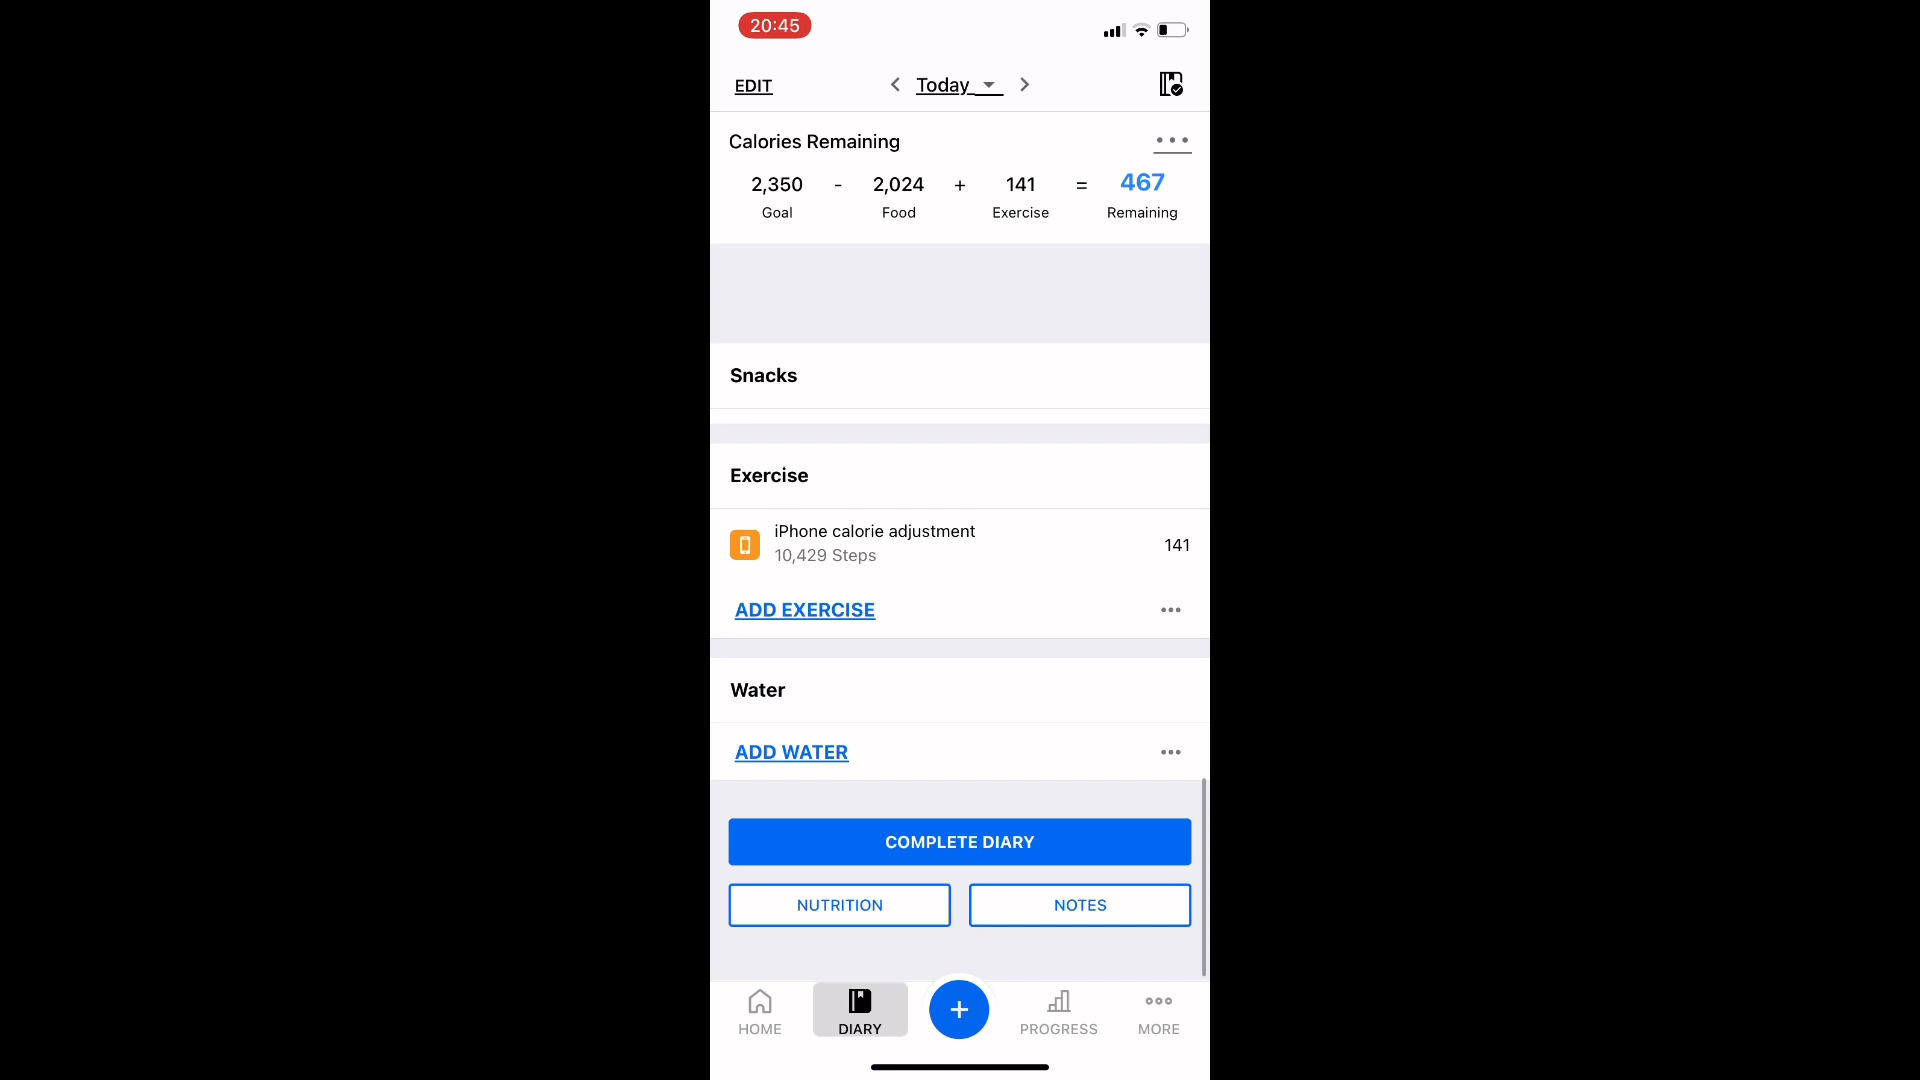 20:45
EDIT
Today
Calories Remaining
2,350 - 2,024 + 141 = 467
Goal Food Exercise Remaining
Snacks
Exercise
iPhone calorie adjustment
10,429 Steps
141
ADD EXERCISE
Water
ADD WATER
COMPLETE DIARY
NUTRITION NOTES
HOME DIARY PROGRESS MORE